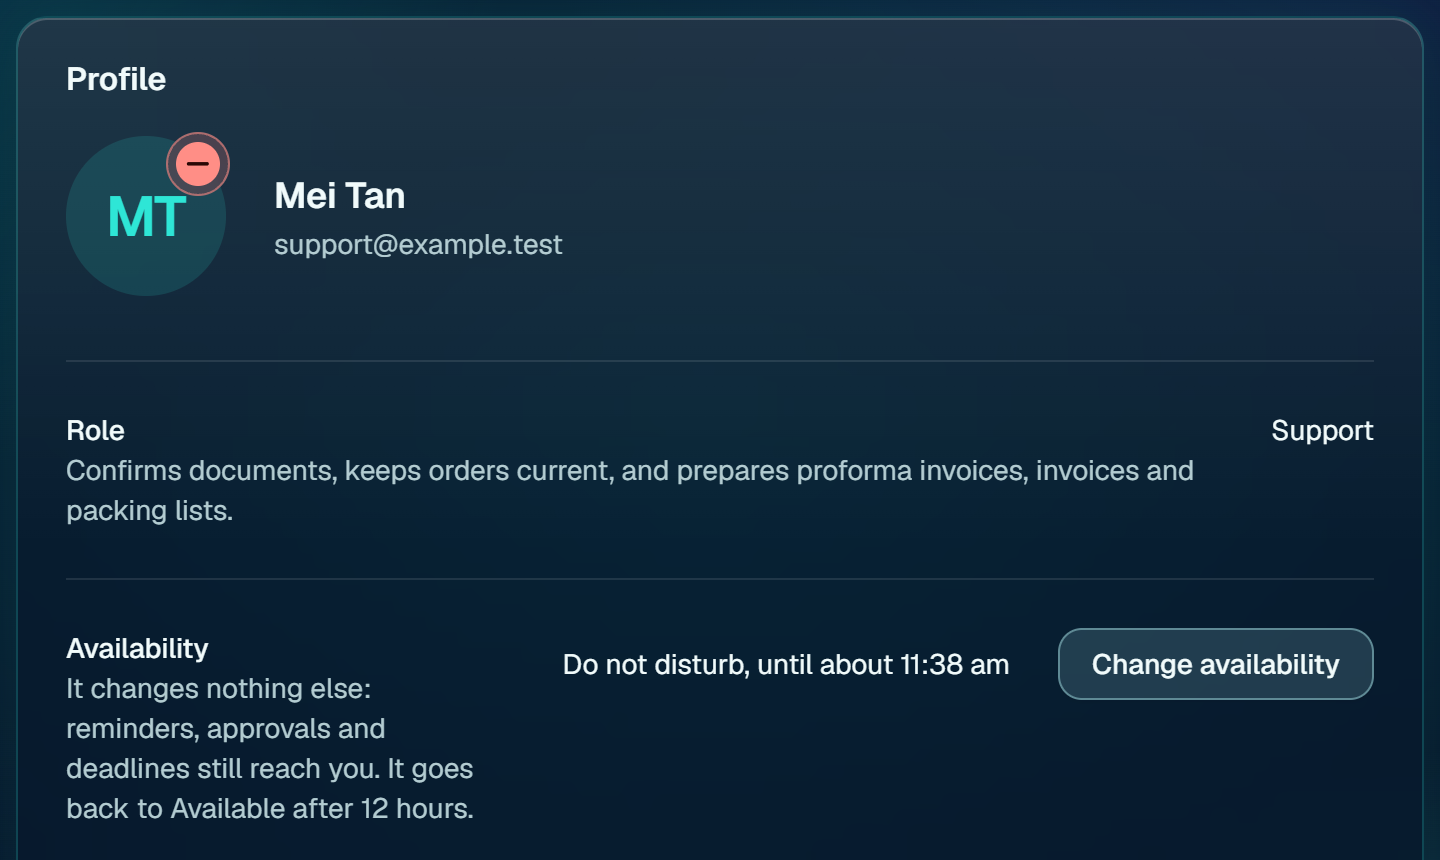 Profile
MT
Mei Tan
support@example.test
Role
Support
Confirms documents, keeps orders current, and prepares proforma invoices, invoices and
packing lists.
Availability
Do not disturb, until about 11:38 am
Change availability
It changes nothing else:
reminders, approvals and
deadlines still reach you. It goes
back to Available after 12 hours.